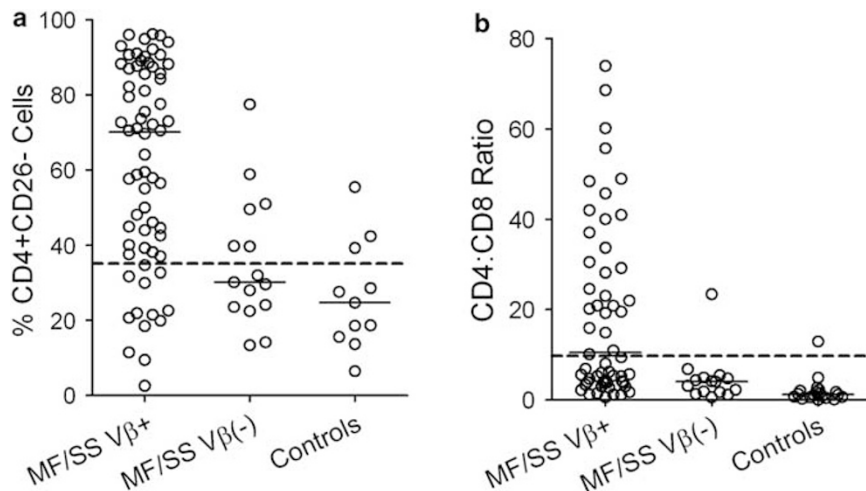 a
% CD4+CD26- Cells
100
80
60
40
20
0
MF/SS Vβ+
MF/SS Vβ(-)
Controls
b
CD4:CD8 Ratio
80
60
40
20
0
MF/SS Vβ+
MF/SS Vβ(-)
Controls